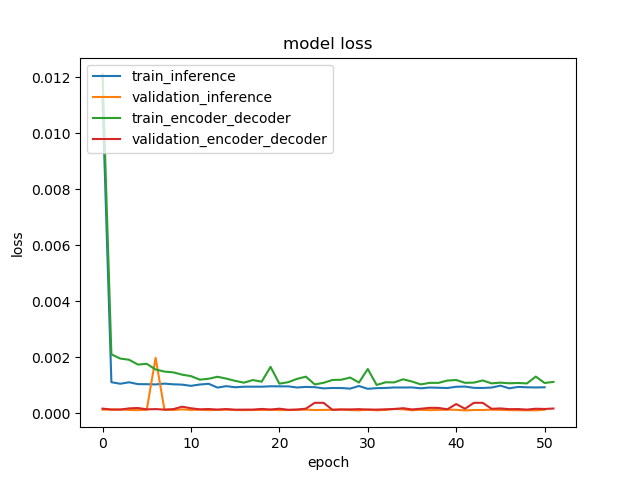 model loss
train_inference
validation_inference
train_encoder_decoder
validation_encoder_decoder
0.012
0.010
0.008
0.006
0.004
0.002
0.000
loss
0 10 20 30 40 50
epoch